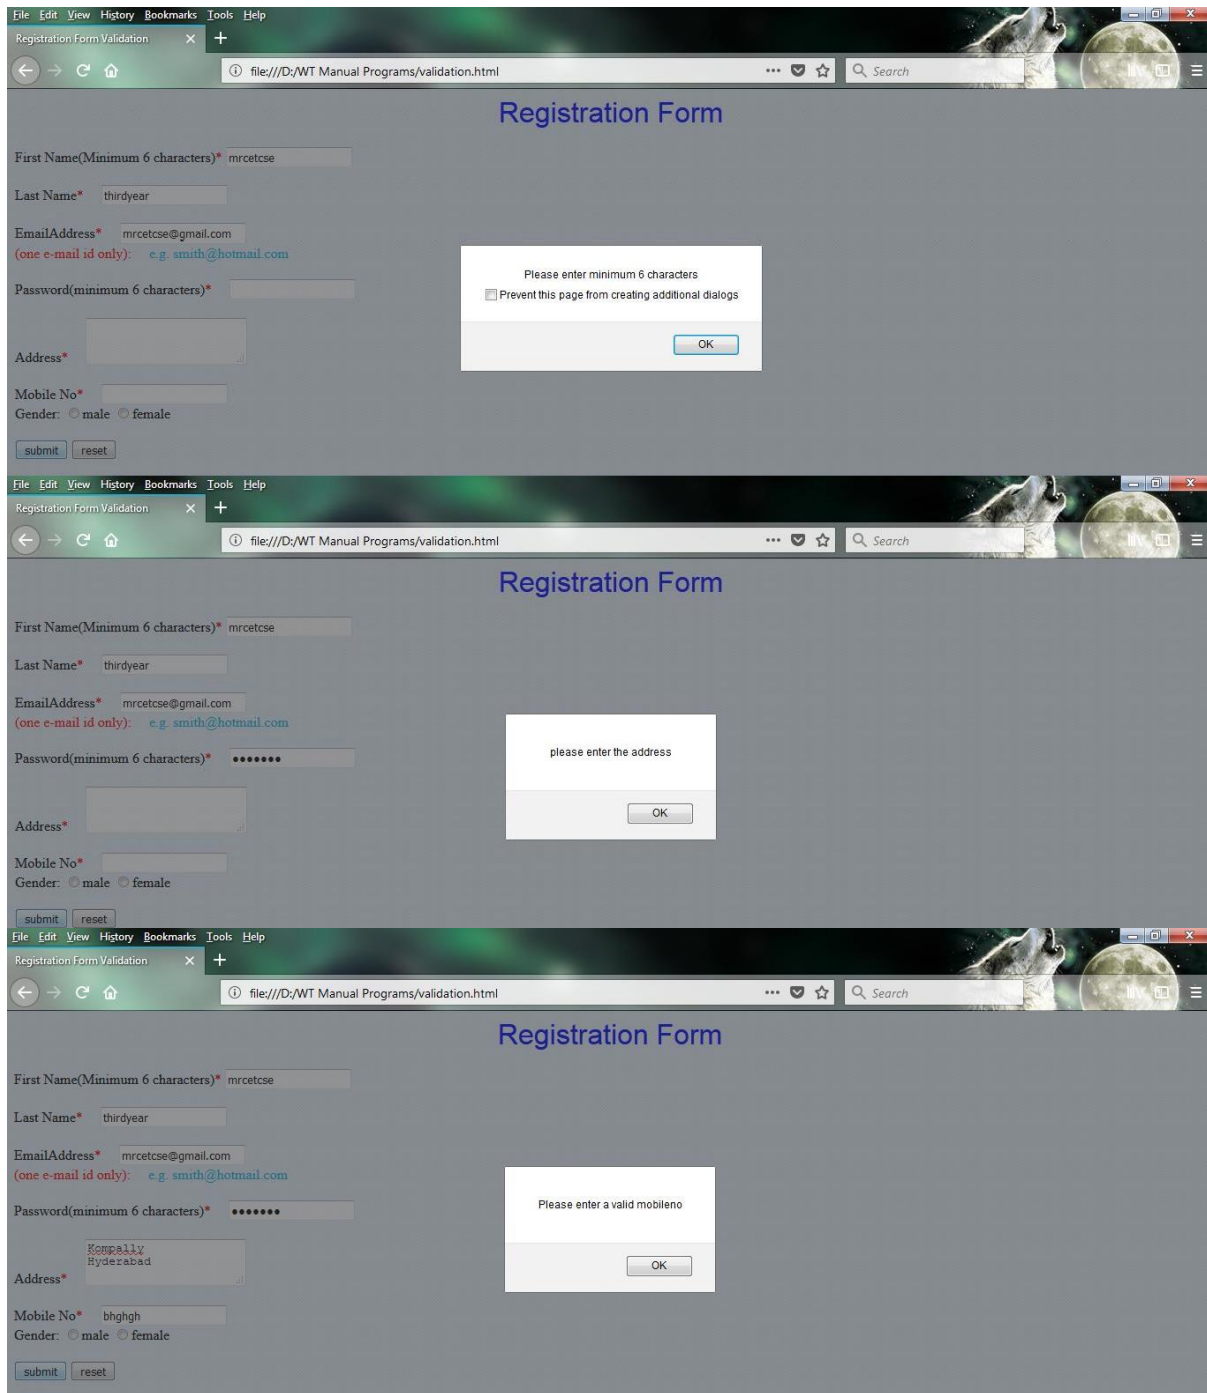 File Edit View History Bookmarks Tools Help
Registration Form Validation
file:///D:/WT Manual Programs/validation.html
Search
Registration Form
First Name(Minimum 6 characters)* mrcetcse
Last Name* thirdyear
EmailAddress* mrcetcse@gmail.com
(one e-mail id only): e.g. smith@hotmail.com
Please enter minimum 6 characters
Prevent this page from creating additional dialogs
OK
Password(minimum 6 characters)*
Address*
Mobile No*
Gender: male female
submit reset
File Edit View History Bookmarks Tools Help
Registration Form Validation
file:///D:/WT Manual Programs/validation.html
Search
Registration Form
First Name(Minimum 6 characters)* mrcetcse
Last Name* thirdyear
EmailAddress* mrcetcse@gmail.com
(one e-mail id only): e.g. smith@hotmail.com
please enter the address
OK
Password(minimum 6 characters)* •••••••
Address*
Mobile No*
Gender: male female
submit reset
File Edit View History Bookmarks Tools Help
Registration Form Validation
file:///D:/WT Manual Programs/validation.html
Search
Registration Form
First Name(Minimum 6 characters)* mrcetcse
Last Name* thirdyear
EmailAddress* mrcetcse@gmail.com
(one e-mail id only): e.g. smith@hotmail.com
Please enter a valid mobileno
OK
Password(minimum 6 characters)* •••••••
Kompally
Hyderabad
Address*
Mobile No* bhghgh
Gender: male female
submit reset